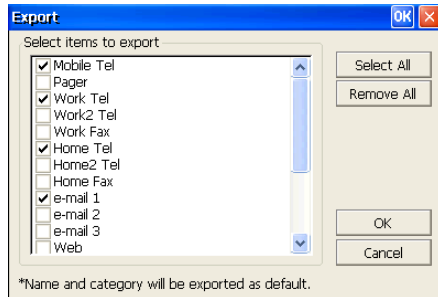 Export OK
Select items to export
Mobile Tel
Pager
Work Tel
Work2 Tel
Work Fax
Home Tel
Home2 Tel
Home Fax
e-mail 1
e-mail 2
e-mail 3
Web
Select All
Remove All
OK
Cancel
*Name and category will be exported as default.